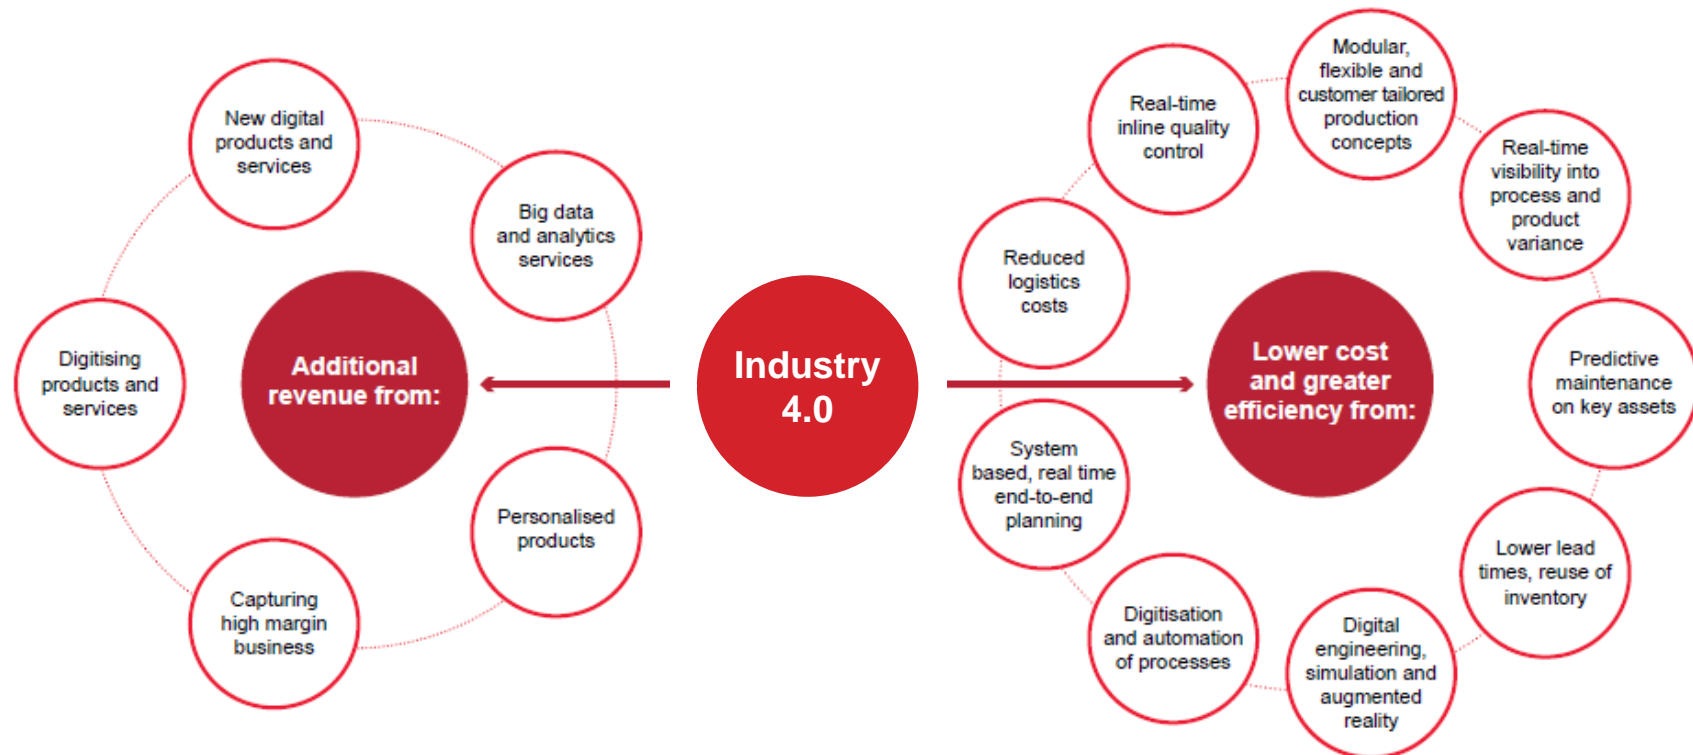 New digital
products and
services
Big data
and analytics
services
Digitising
products and
services
Additional
revenue from:
Personalised
products
Capturing
high margin
business
Industry
4.0
Modular,
flexible and
customer tailored
production
concepts
Real-time
inline quality
control
Real-time
visibility into
process and
product
variance
Reduced
logistics
costs
Lower cost
and greater
efficiency from:
Predictive
maintenance
on key assets
System
based, real time
end-to-end
planning
Lower lead
times, reuse of
inventory
Digitisation
and automation
of processes
Digital
engineering,
simulation and
augmented
reality